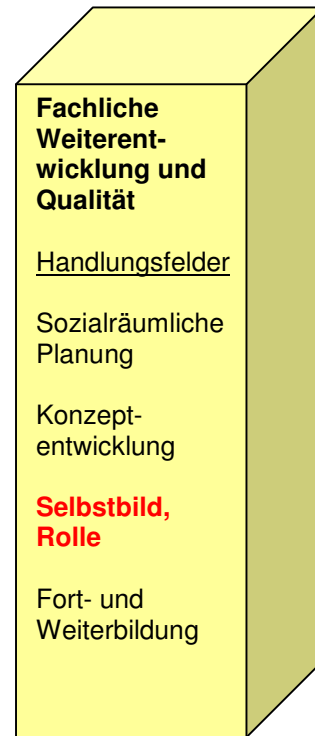 Fachliche
Weiterent-
wicklung und
Qualität
Handlungsfelder
Sozialräumliche
Planung
Konzept-
entwicklung
Selbstbild,
Rolle
Fort- und
Weiterbildung